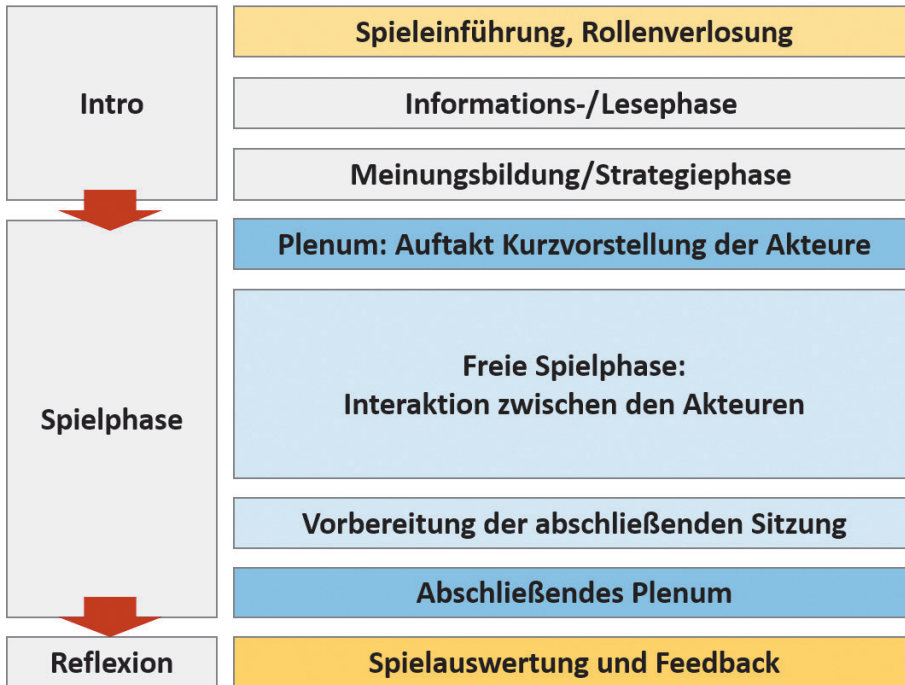 Intro
Spieleinführung, Rollenverlosung
Informations-/Lesephase
Meinungsbildung/Strategiephase
Spielphase
Plenum: Auftakt Kurzvorstellung der Akteure
Freie Spielphase:
Interaktion zwischen den Akteuren
Vorbereitung der abschließenden Sitzung
Abschließendes Plenum
Reflexion
Spielauswertung und Feedback